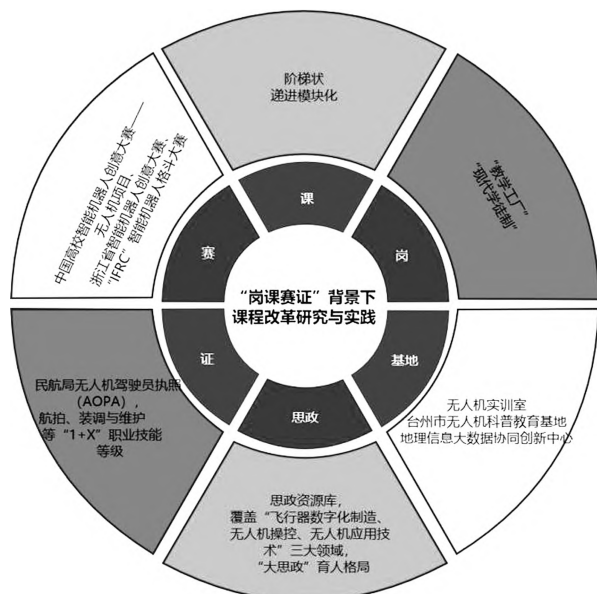 阶梯状
递进模块化
“教学工厂”
“现代学徒制”
中国高校智能机器人创意大赛——
无人机项目、
浙江省智能机器人创意大赛、
“IFRC”智能机器人格斗大赛
课
岗
赛
“岗课赛证”背景下
课程改革研究与实践
证
基地
思政
民航局无人机驾驶员执照
（AOPA），
航拍、装调与维护
等“1+X”职业技能
等级
无人机实训室
台州市无人机科普教育基地
地理信息大数据协同创新中心
思政资源库，
覆盖“飞行器数字化制造、
无人机操控、无人机应用技
术”三大领域，
“大思政”育人格局